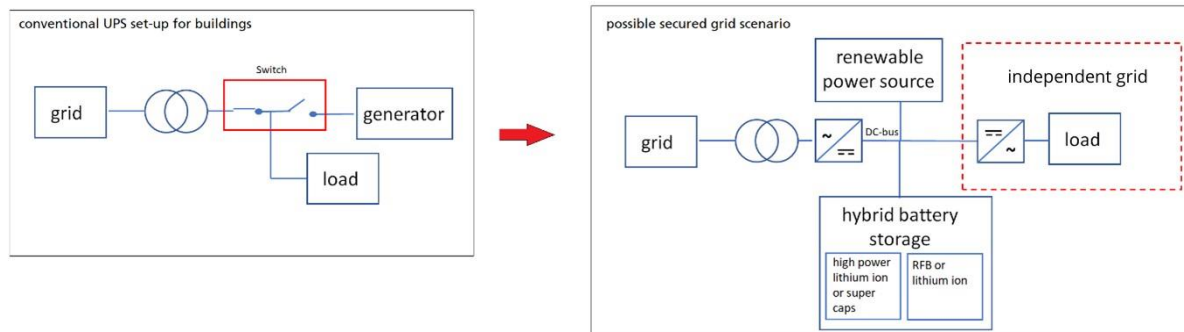 conventional UPS set-up for buildings
Switch
grid
generator
load
possible secured grid scenario
renewable
power source
independent grid
grid
~
DC-bus
~
load
hybrid battery
storage
high power
lithium ion
or super
caps
RFB or
lithium ion